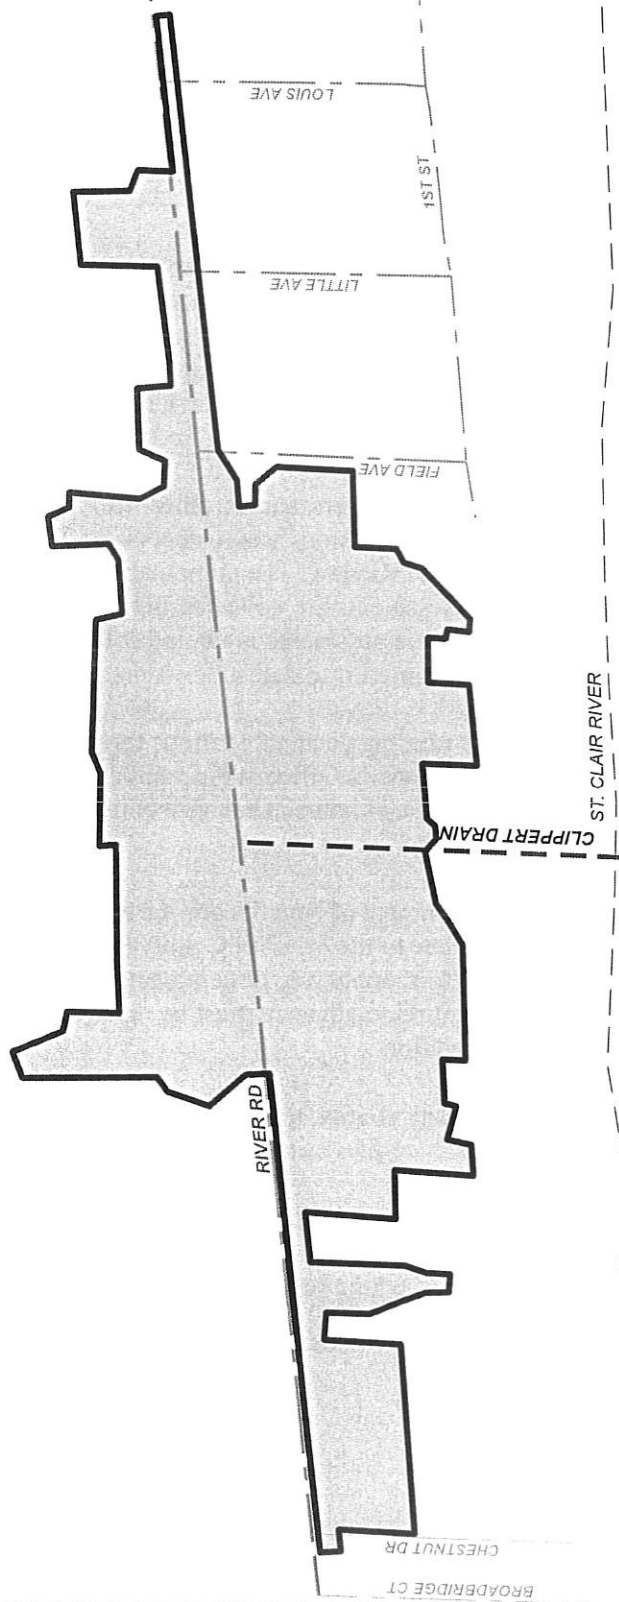 LOUIS AVE
1ST ST
LITTLE AVE
FIELD AVE
ST. CLAIR RIVER
CLIPPERT DRAIN
RIVER RD
CHESTNUT DR
BROADBRIDGE CT